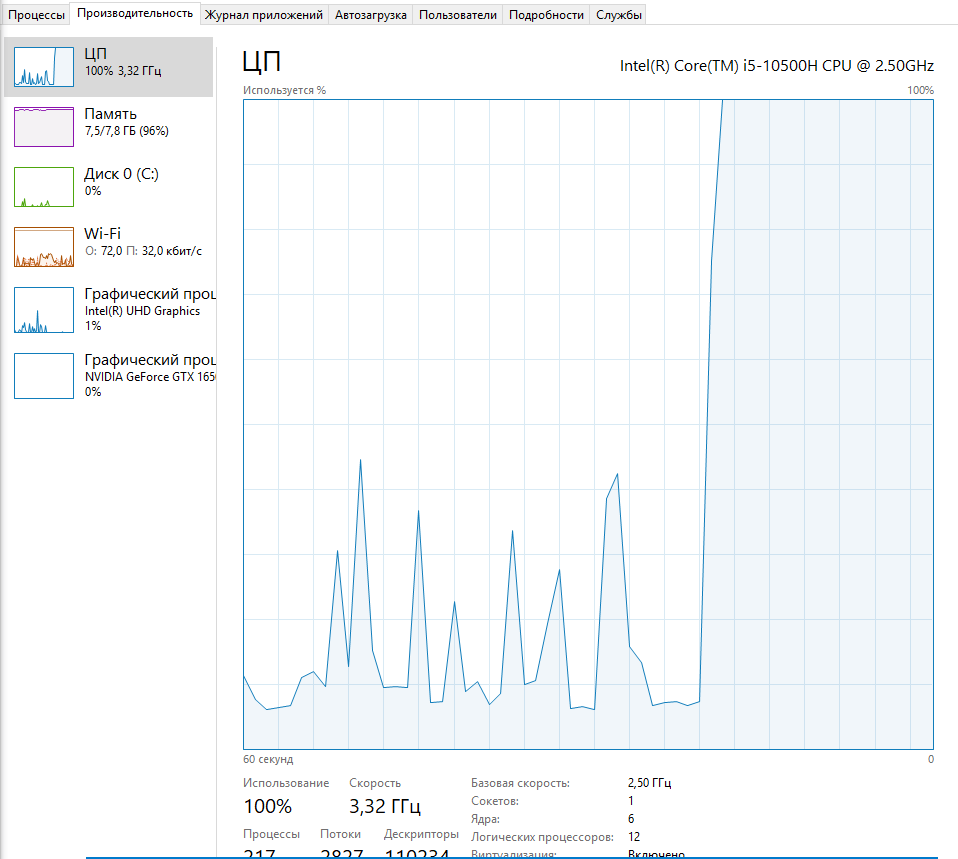 Процессы Производительность Журнал приложений Автозагрузка Пользователи Подробности Службы
ЦП
100% 3,32 ГГц
Память
7,5/7,8 ГБ (96%)
Диск 0 (C:)
0%
Wi-Fi
О: 72,0 П: 32,0 кбит/с
Графический проц
Intel(R) UHD Graphics
1%
Графический проц
NVIDIA GeForce GTX 165
0%
ЦП
Intel(R) Core(TM) i5-10500H CPU @ 2.50GHz
Используется % 100%
60 секунд 0
Использование Скорость
100% 3,32 ГГц
Процессы Потоки Дескрипторы
217 2827 110234
Базовая скорость: 2,50 ГГц
Сокетов: 1
Ядра: 6
Логических процессоров: 12
Виртуализация: Включено